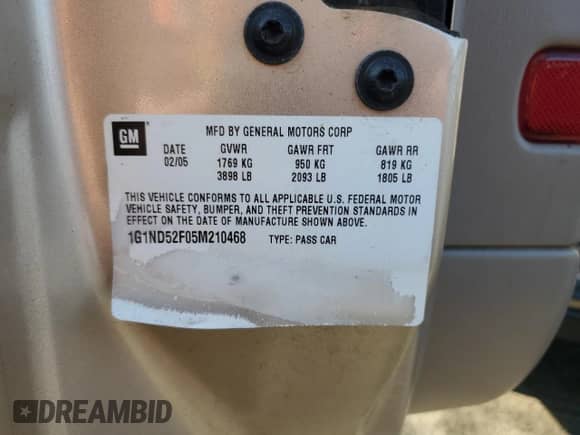 GM
MFD BY GENERAL MOTORS CORP
DATE GVWR GAWR FRT GAWR RR
02/05 1769 KG 950 KG 819 KG
3898 LB 2093 LB 1805 LB
THIS VEHICLE CONFORMS TO ALL APPLICABLE U.S. FEDERAL MOTOR
VEHICLE SAFETY, BUMPER, AND THEFT PREVENTION STANDARDS IN
EFFECT ON THE DATE OF MANUFACTURE SHOWN ABOVE.
1G1ND52F05M210468 TYPE: PASS CAR
DREAMBID